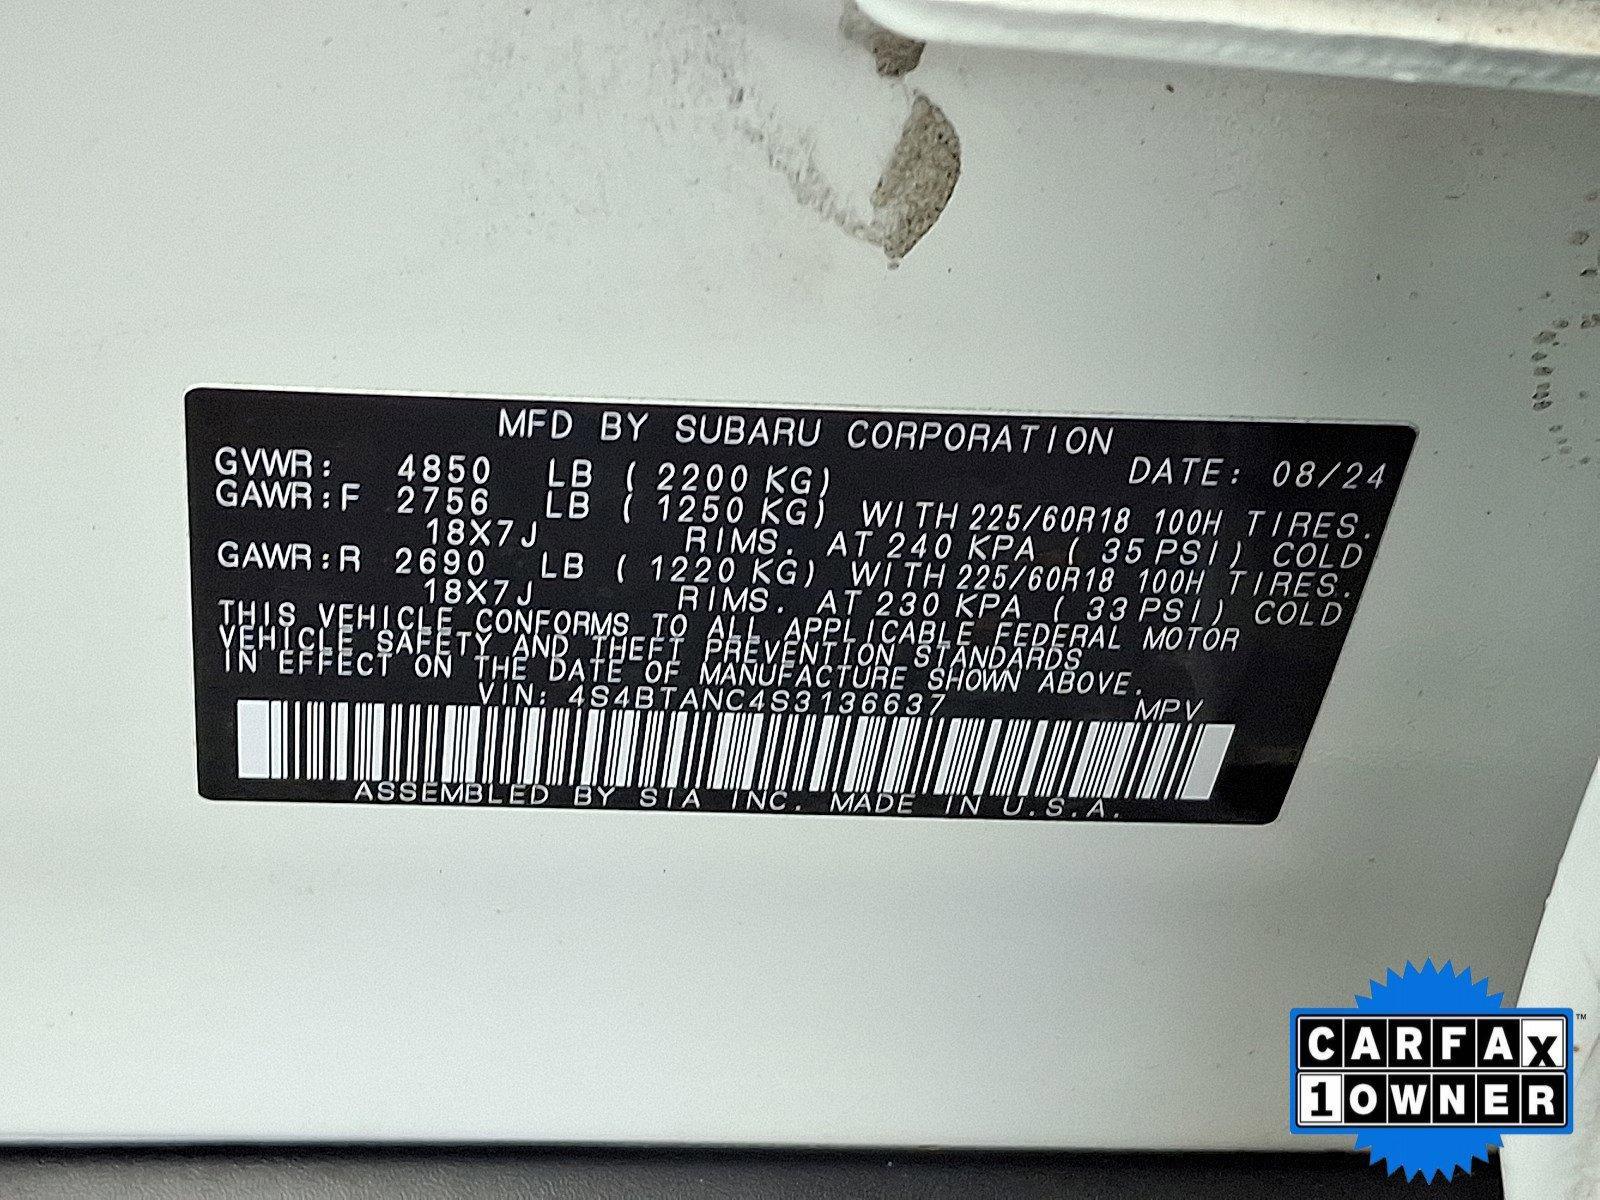 MFD BY SUBARU CORPORATION
DATE: 08/24
GVWR: 4850 LB ( 2200 KG)
GAWR:F 2756 LB ( 1250 KG) WITH 225/60R18 100H TIRES.
18X7J RIMS. AT 240 KPA ( 35 PSI) COLD
GAWR:R 2690 LB ( 1220 KG) WITH 225/60R18 100H TIRES.
18X7J RIMS. AT 230 KPA ( 33 PSI) COLD
THIS VEHICLE CONFORMS TO ALL APPLICABLE FEDERAL MOTOR
VEHICLE SAFETY AND THEFT PREVENTION STANDARDS
IN EFFECT ON THE DATE OF MANUFACTURE SHOWN ABOVE.
VIN: 4S4BTANC4S3136637 MPV
ASSEMBLED BY SIA INC. MADE IN U.S.A.
CARFAX™
1 OWNER